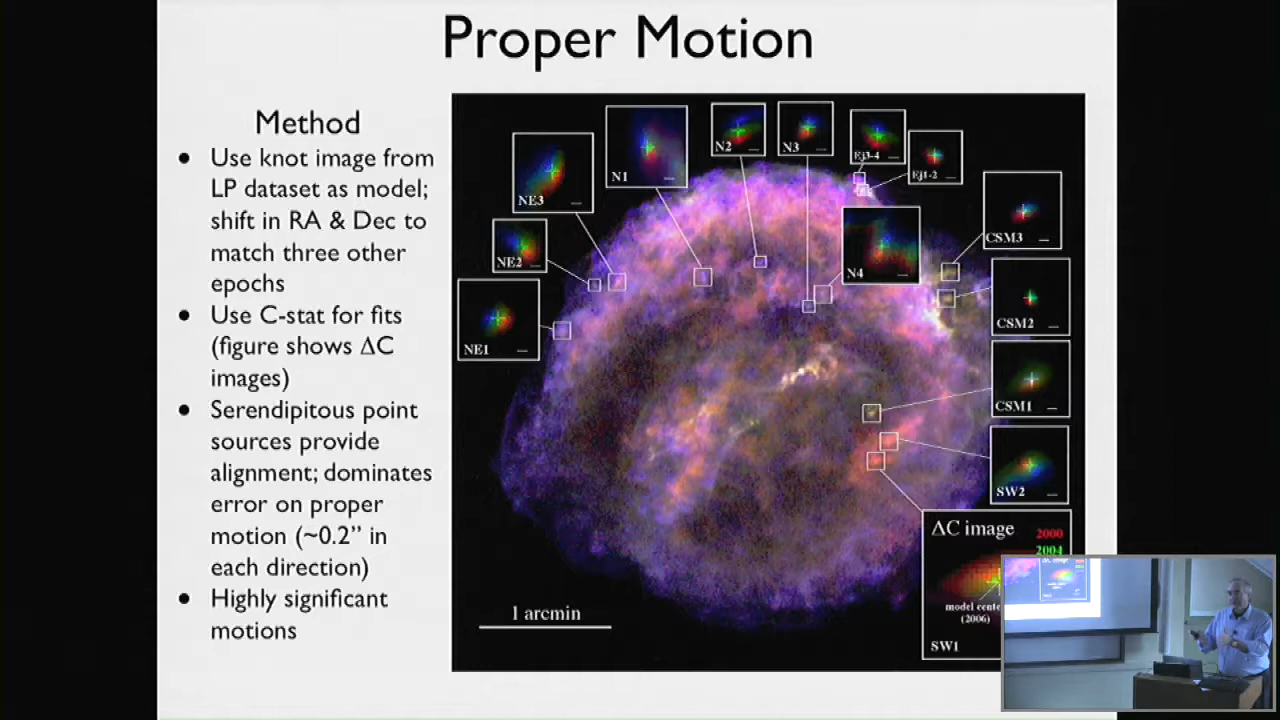 Proper Motion
Method
● Use knot image from
LP dataset as model;
shift in RA & Dec to
match three other
epochs
● Use C-stat for fits
(figure shows ΔC
images)
● Serendipitous point
sources provide
alignment; dominates
error on proper
motion (~0.2” in
each direction)
● Highly significant
motions
NE1
NE2
NE3
N1
N2
N3
Ej3-4
Ej1-2
N4
CSM3
CSM2
CSM1
SW2
ΔC image
2000
2004
model cente
(2006)
SW1
1 arcmin